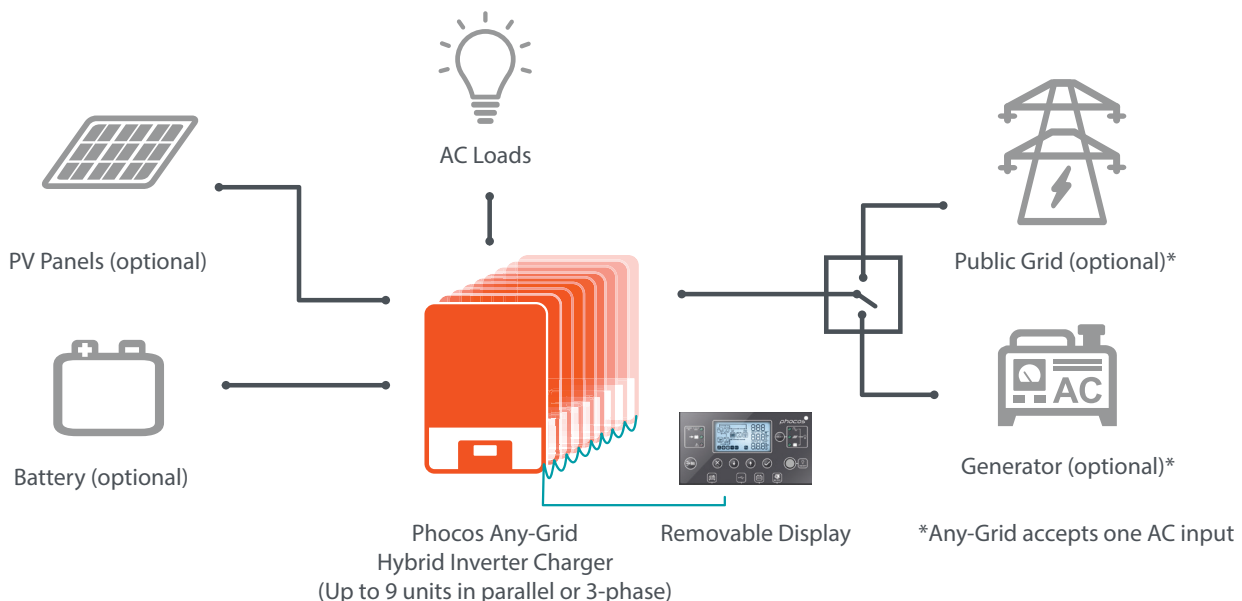 AC Loads
PV Panels (optional)
Public Grid (optional)*
AC
phocos
Battery (optional)
Generator (optional)*
Phocos Any-Grid
Hybrid Inverter Charger
(Up to 9 units in parallel or 3-phase)
Removable Display
*Any-Grid accepts one AC input